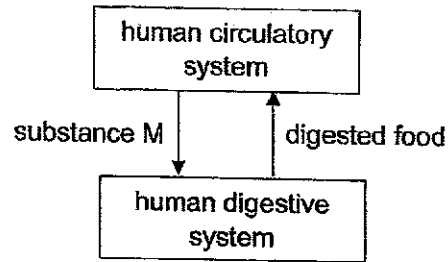 human circulatory
system
substance M
digested food
human digestive
system